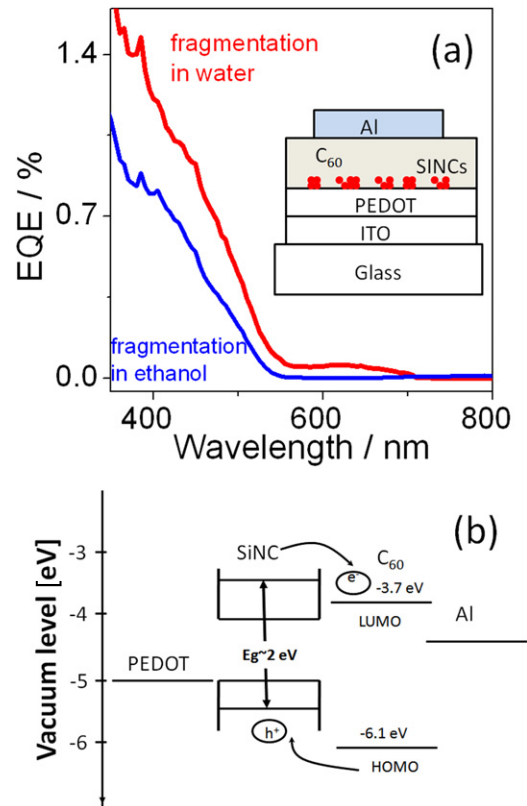 (a)
fragmentation
in water
1.4
0.7
0.0
EQE / %
Al
C60
SINCs
PEDOT
ITO
Glass
fragmentation
in ethanol
400
600
800
Wavelength / nm
(b)
Vacuum level [eV]
-3
-4
-5
-6
SiNC
C60
e-
-3.7 eV
LUMO
Al
PEDOT
Eg~2 eV
h+
-6.1 eV
HOMO